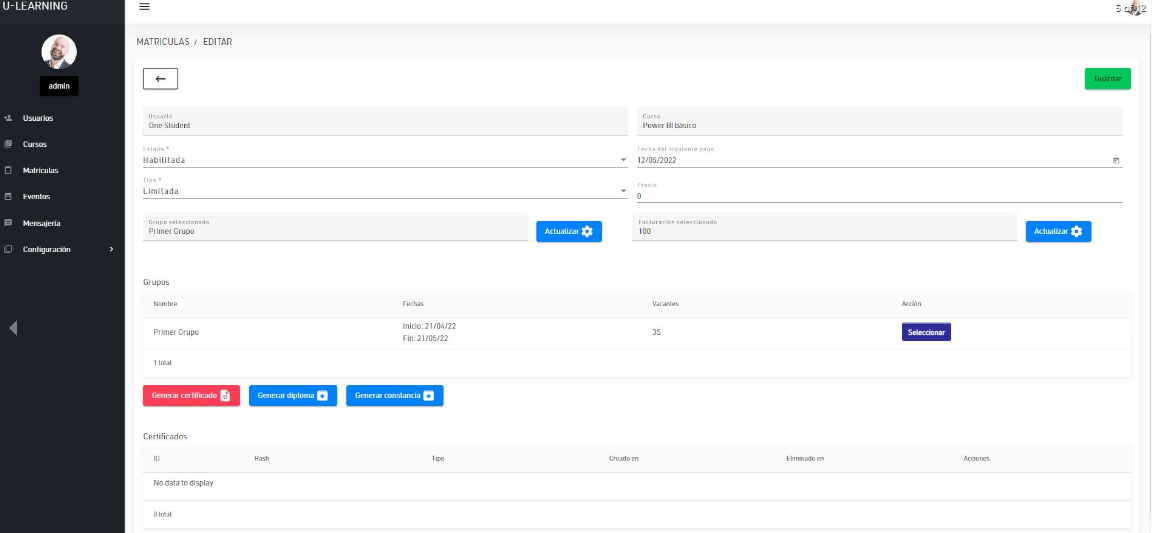 U-LEARNING
5 of 12
admin
Usuarios
Cursos
Matrículas
Eventos
Mensajería
Configuración
MATRICULAS / EDITAR
Guardar
Usuario
One Student
Curso
Power BI básico
Estado *
Habilitada
Fecha del siguiente pago
12/05/2022
Tipo *
Limitada
Precio
0
Grupo seleccionado
Primer Grupo
Actualizar
Facturación seleccionado
100
Actualizar
Grupos
Nombre Fechas Vacantes Acción
Primer Grupo Inicio: 21/04/22 35 Seleccionar
Fin: 21/05/22
1 total
Generar certificado Generar diploma Generar constancia
Certificados
ID Hash Tipo Creado en Eliminado en Acciones
No data to display
0 total